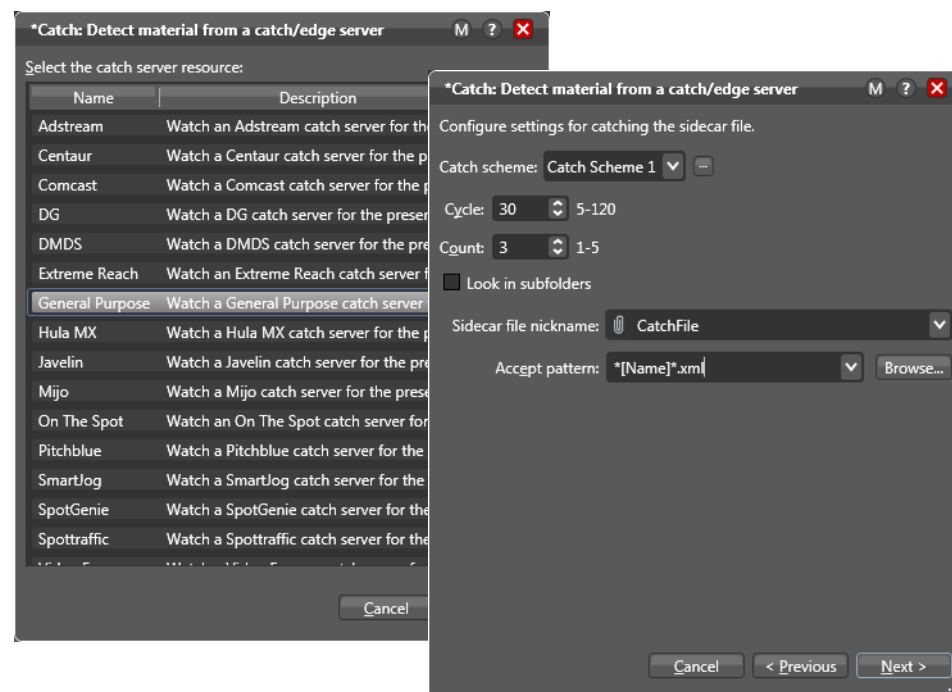 *Catch: Detect material from a catch/edge server M ?
Select the catch server resource:
Name Description
Adstream Watch an Adstream catch server for th
Centaur Watch a Centaur catch server for the p
Comcast Watch a Comcast catch server for the p
DG Watch a DG catch server for the preser
DMDS Watch a DMDS catch server for the pre
Extreme Reach Watch an Extreme Reach catch server f
General Purpose Watch a General Purpose catch server
Hula MX Watch a Hula MX catch server for the p
Javelin Watch a Javelin catch server for the pre
Mijo Watch a Mijo catch server for the prese
On The Spot Watch an On The Spot catch server for
Pitchblue Watch a Pitchblue catch server for the
SmartJog Watch a SmartJog catch server for the
SpotGenie Watch a SpotGenie catch server for the
Spottraffic Watch a Spottraffic catch server for the
Cancel
*Catch: Detect material from a catch/edge server M ?
Configure settings for catching the sidecar file.
Catch scheme: Catch Scheme 1 ...
Cycle: 30 5-120
Count: 3 1-5
Look in subfolders
Sidecar file nickname: CatchFile
Accept pattern: *[Name]*.xml Browse...
Cancel < Previous Next >